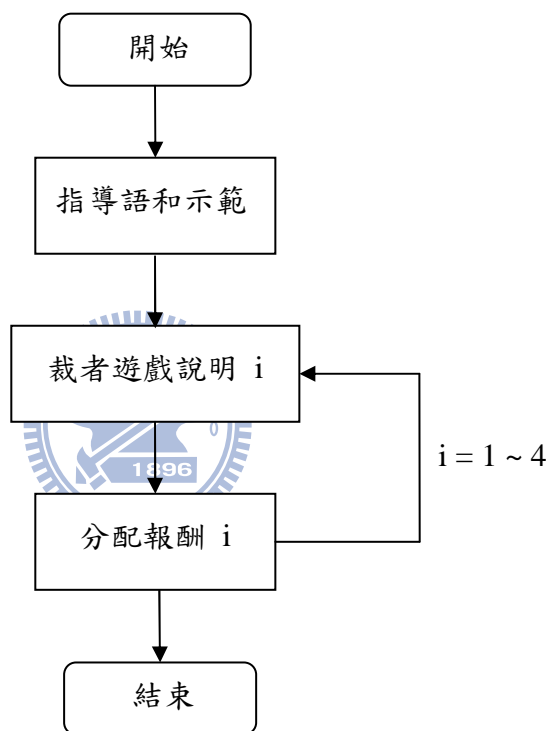 開始
指導語和示範
裁者遊戲說明 i
i = 1 ~ 4
1896
分配報酬 i
結束